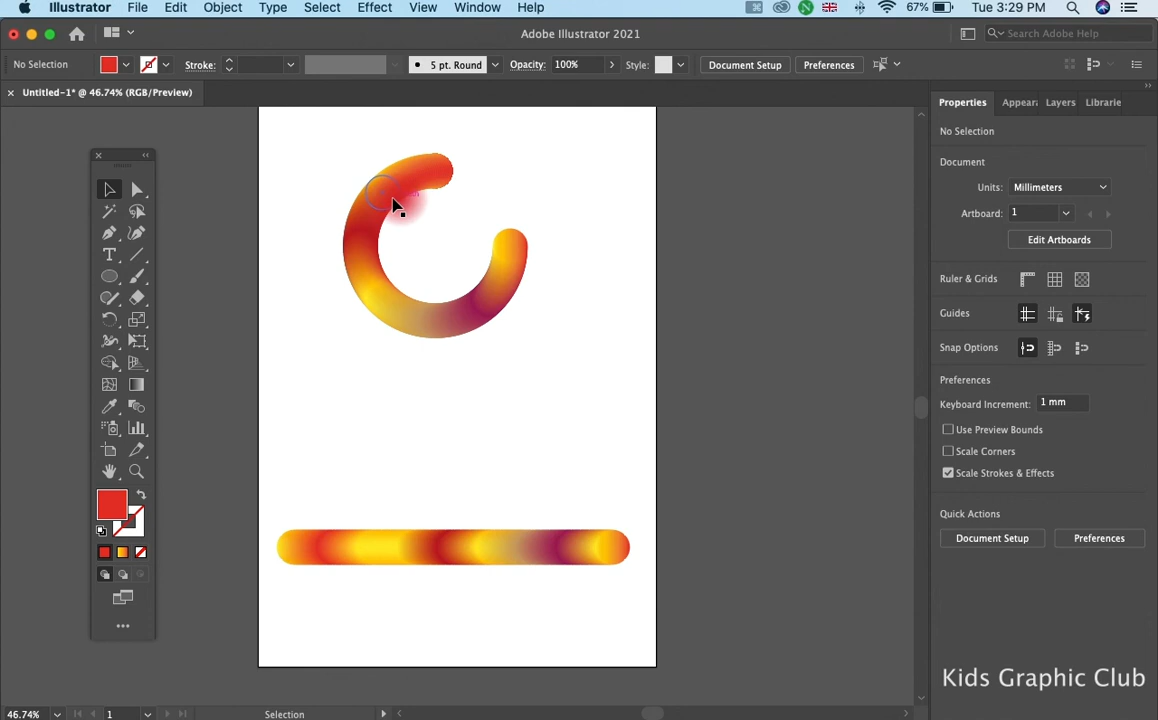 Illustrator File Edit Object Type Select Effect View Window Help 67% Tue 3:29 PM
Adobe Illustrator 2021 Search Adobe Help
No Selection Stroke: 5 pt. Round Opacity: 100% Style: Document Setup Preferences
× Untitled-1* @ 46.74% (RGB/Preview)
Properties Appear Layers Librarie
No Selection
Document
Units: Millimeters
Artboard: 1
Edit Artboards
Ruler & Grids
Guides
Snap Options
Preferences
Keyboard Increment: 1 mm
Use Preview Bounds
Scale Corners
Scale Strokes & Effects
Quick Actions
Document Setup Preferences
Kids Graphic Club
46.74% 1 Selection